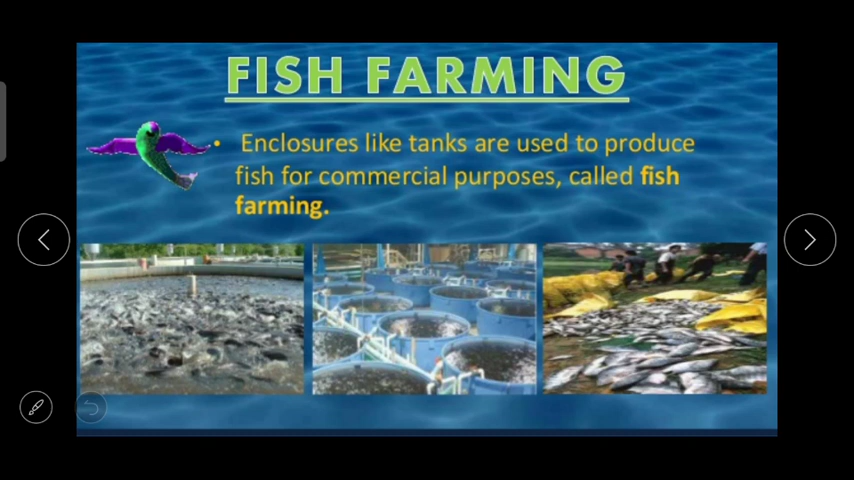 FISH FARMING
• Enclosures like tanks are used to produce
fish for commercial purposes, called fish
farming.